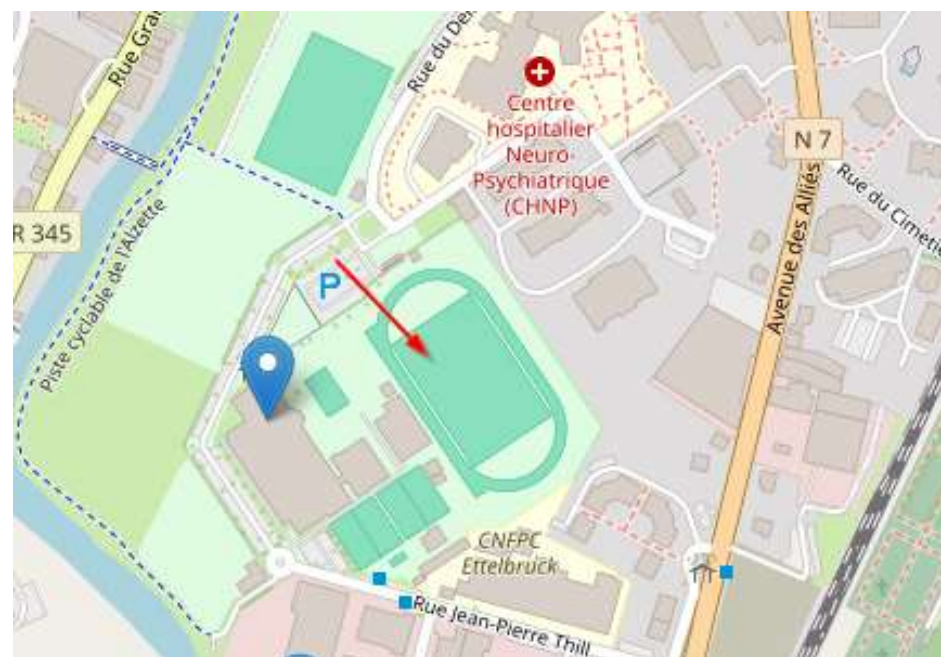 Rue Gra
Rue du De
Centre
hospitalier
Neuro-
Psychiatrique
(CHNP)
N 7
Rue du Cimetiè
R 345
Piste cyclable de l'Alzette
P
Avenue des Alliés
CNFPC
Ettelbruck
Rue Jean-Pierre Thill